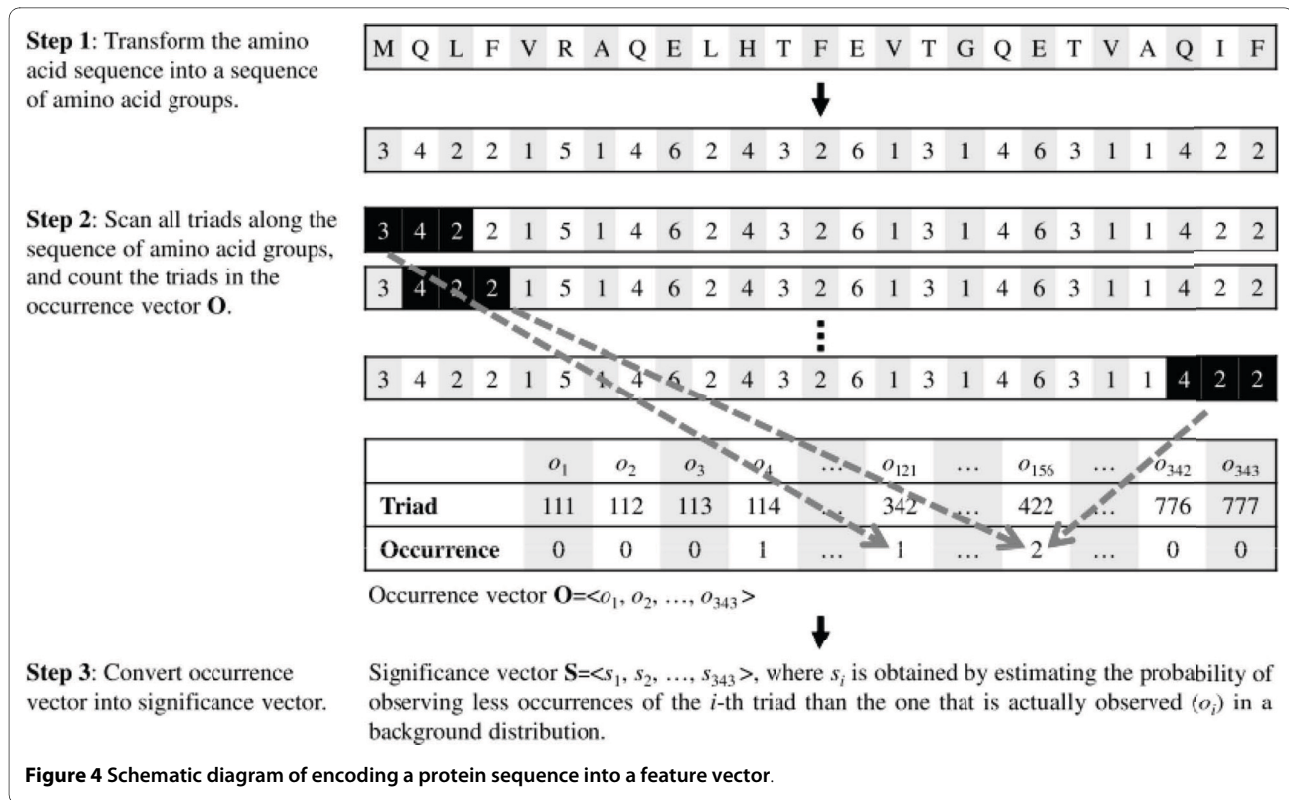 Step 1: Transform the amino
acid sequence into a sequence
of amino acid groups.
M Q L F V R A Q E L H T F E V T G Q E T V A Q I F
3 4 2 2 1 5 1 4 6 2 4 3 2 6 1 3 1 4 6 3 1 1 4 2 2
Step 2: Scan all triads along the
sequence of amino acid groups,
and count the triads in the
occurrence vector O.
3 4 2 2 1 5 1 4 6 2 4 3 2 6 1 3 1 4 6 3 1 1 4 2 2
3 4 2 2 1 5 1 4 6 2 4 3 2 6 1 3 1 4 6 3 1 1 4 2 2
3 4 2 2 1 5 1 4 6 2 4 3 2 6 1 3 1 4 6 3 1 1 4 2 2
o1 o2 o3 o4 ... o121 ... o156 ... o342 o343
Triad 111 112 113 114 ... 342 ... 422 ... 776 777
Occurrence 0 0 0 1 ... 1 ... 2 ... 0 0
Occurrence vector O=<o1, o2, ..., o343>
Step 3: Convert occurrence
vector into significance vector.
Significance vector S=<s1, s2, ..., s343>, where si is obtained by estimating the probability of
observing less occurrences of the i-th triad than the one that is actually observed (oi) in a
background distribution.
Figure 4 Schematic diagram of encoding a protein sequence into a feature vector.